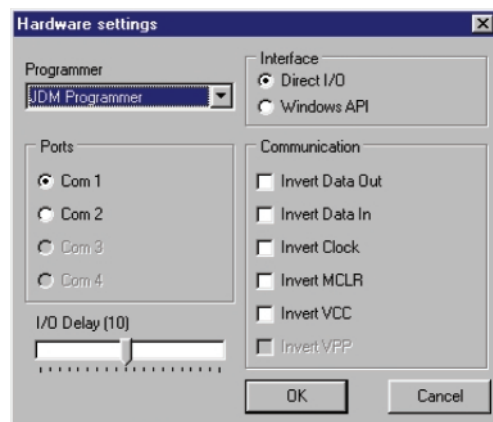 Hardware settings
Programmer
JDM Programmer
Interface
Direct I/O
Windows API
Ports
Com 1
Com 2
Com 3
Com 4
I/O Delay (10)
Communication
Invert Data Out
Invert Data In
Invert Clock
Invert MCLR
Invert VCC
Invert VPP
OK
Cancel